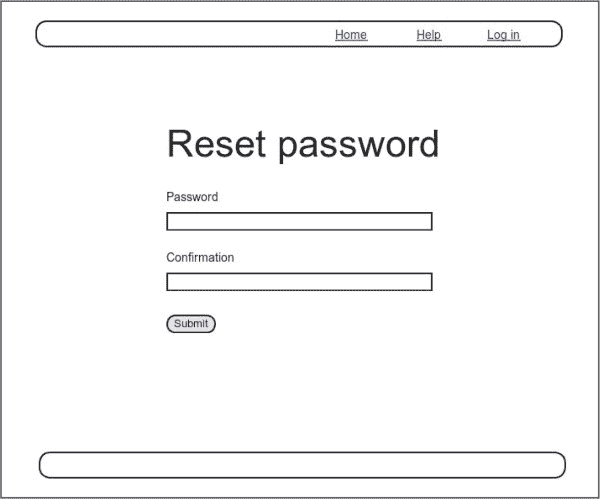 Home Help Log in
Reset password
Password
Confirmation
Submit